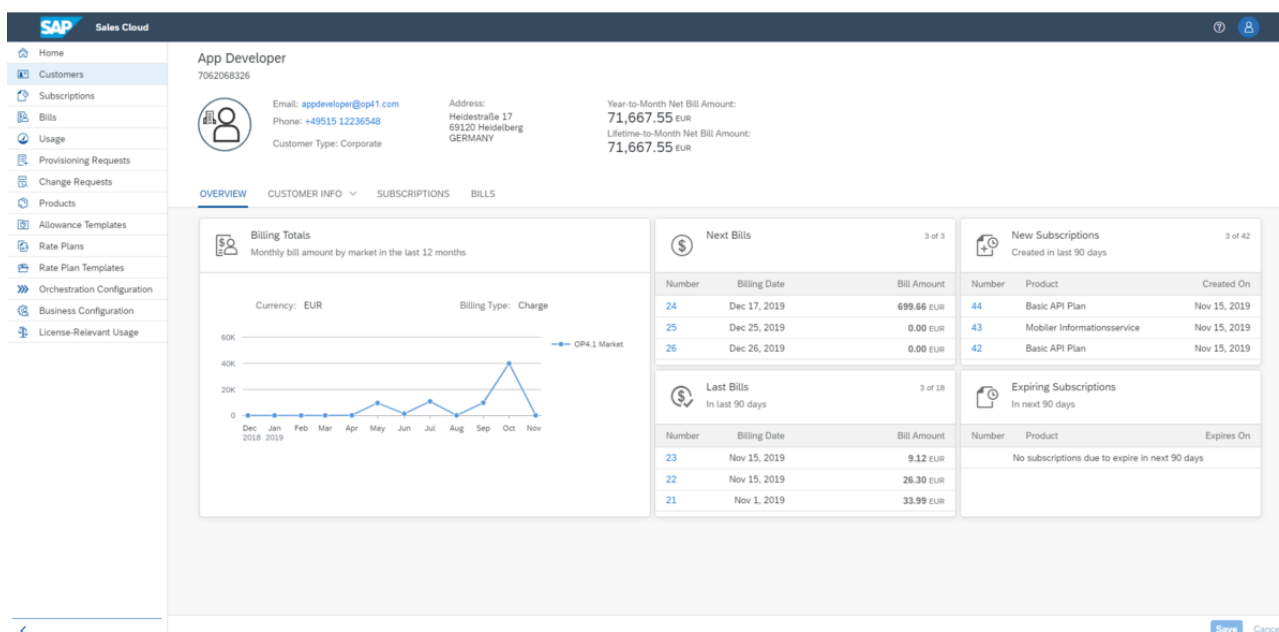 SAP Sales Cloud
Home
Customers
Subscriptions
Bills
Usage
Provisioning Requests
Change Requests
Products
Allowance Templates
Rate Plans
Rate Plan Templates
Orchestration Configuration
Business Configuration
License-Relevant Usage
App Developer
7062068326
Email: appdeveloper@op41.com
Phone: +49515 12236548
Customer Type: Corporate
Address:
Heidestraße 17
69120 Heidelberg
GERMANY
Year-to-Month Net Bill Amount:
71,667.55 EUR
Lifetime-to-Month Net Bill Amount:
71,667.55 EUR
OVERVIEW CUSTOMER INFO SUBSCRIPTIONS BILLS
Billing Totals
Monthly bill amount by market in the last 12 months
Currency: EUR Billing Type: Charge
60K
40K
20K
0
OP4.1 Market
Dec Jan Feb Mar Apr May Jun Jul Aug Sep Oct Nov
2018 2019
Next Bills 3 of 3
Number Billing Date Bill Amount
24 Dec 17, 2019 699.66 EUR
25 Dec 25, 2019 0.00 EUR
26 Dec 26, 2019 0.00 EUR
New Subscriptions 3 of 42
Created in last 90 days
Number Product Created On
44 Basic API Plan Nov 15, 2019
43 Mobiler Informationsservice Nov 15, 2019
42 Basic API Plan Nov 15, 2019
Last Bills 3 of 18
In last 90 days
Number Billing Date Bill Amount
23 Nov 15, 2019 9.12 EUR
22 Nov 15, 2019 26.30 EUR
21 Nov 1, 2019 33.99 EUR
Expiring Subscriptions
In next 90 days
Number Product Expires On
No subscriptions due to expire in next 90 days
Save Cance